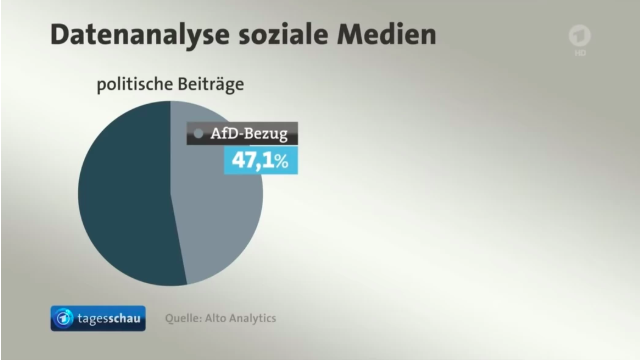 Datenanalyse soziale Medien
HD
politische Beiträge
AfD-Bezug
47,1%
tagesschau
Quelle: Alto Analytics